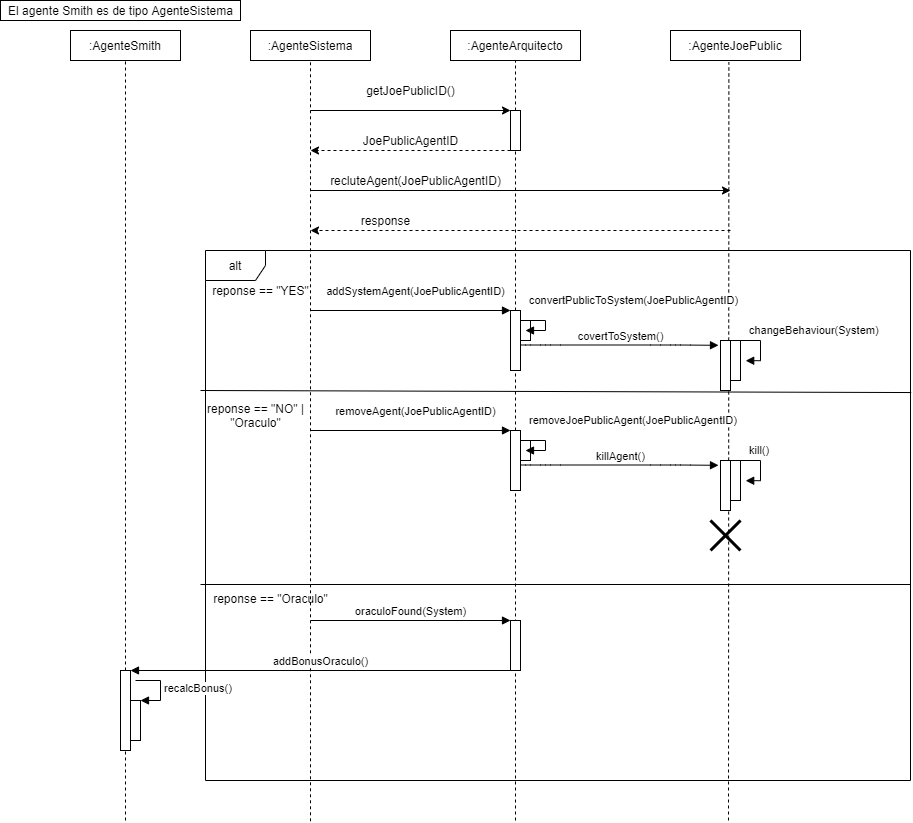 El agente Smith es de tipo AgenteSistema
:AgenteSmith
:AgenteSistema
:AgenteArquitecto
:AgenteJoePublic
getJoePublicID()
JoePublicAgentID
recluteAgent(JoePublicAgentID)
response
alt
reponse == "YES"
addSystemAgent(JoePublicAgentID)
convertPublicToSystem(JoePublicAgentID)
covertToSystem()
changeBehaviour(System)
reponse == "NO" |
"Oraculo"
removeAgent(JoePublicAgentID)
removeJoePublicAgent(JoePublicAgentID)
killAgent()
kill()
reponse == "Oraculo"
oraculoFound(System)
addBonusOraculo()
recalcBonus()